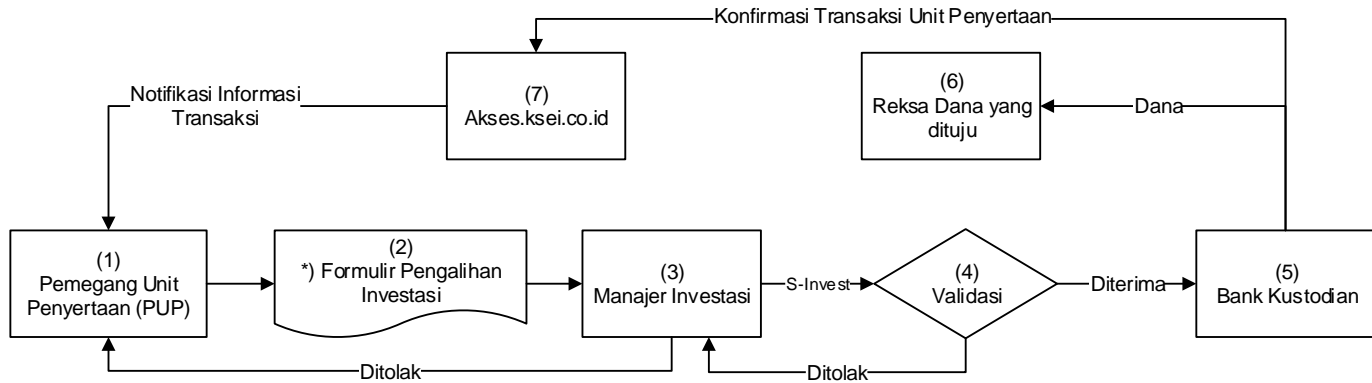 Konfirmasi Transaksi Unit Penyertaan
(7)
Akses.ksei.co.id
(6)
Reksa Dana yang
dituju
Notifikasi Informasi
Transaksi
Dana
(1)
Pemegang Unit
Penyertaan (PUP)
(2)
*) Formulir Pengalihan
Investasi
(3)
Manajer Investasi
S-Invest
(4)
Validasi
Diterima
(5)
Bank Kustodian
Ditolak
Ditolak